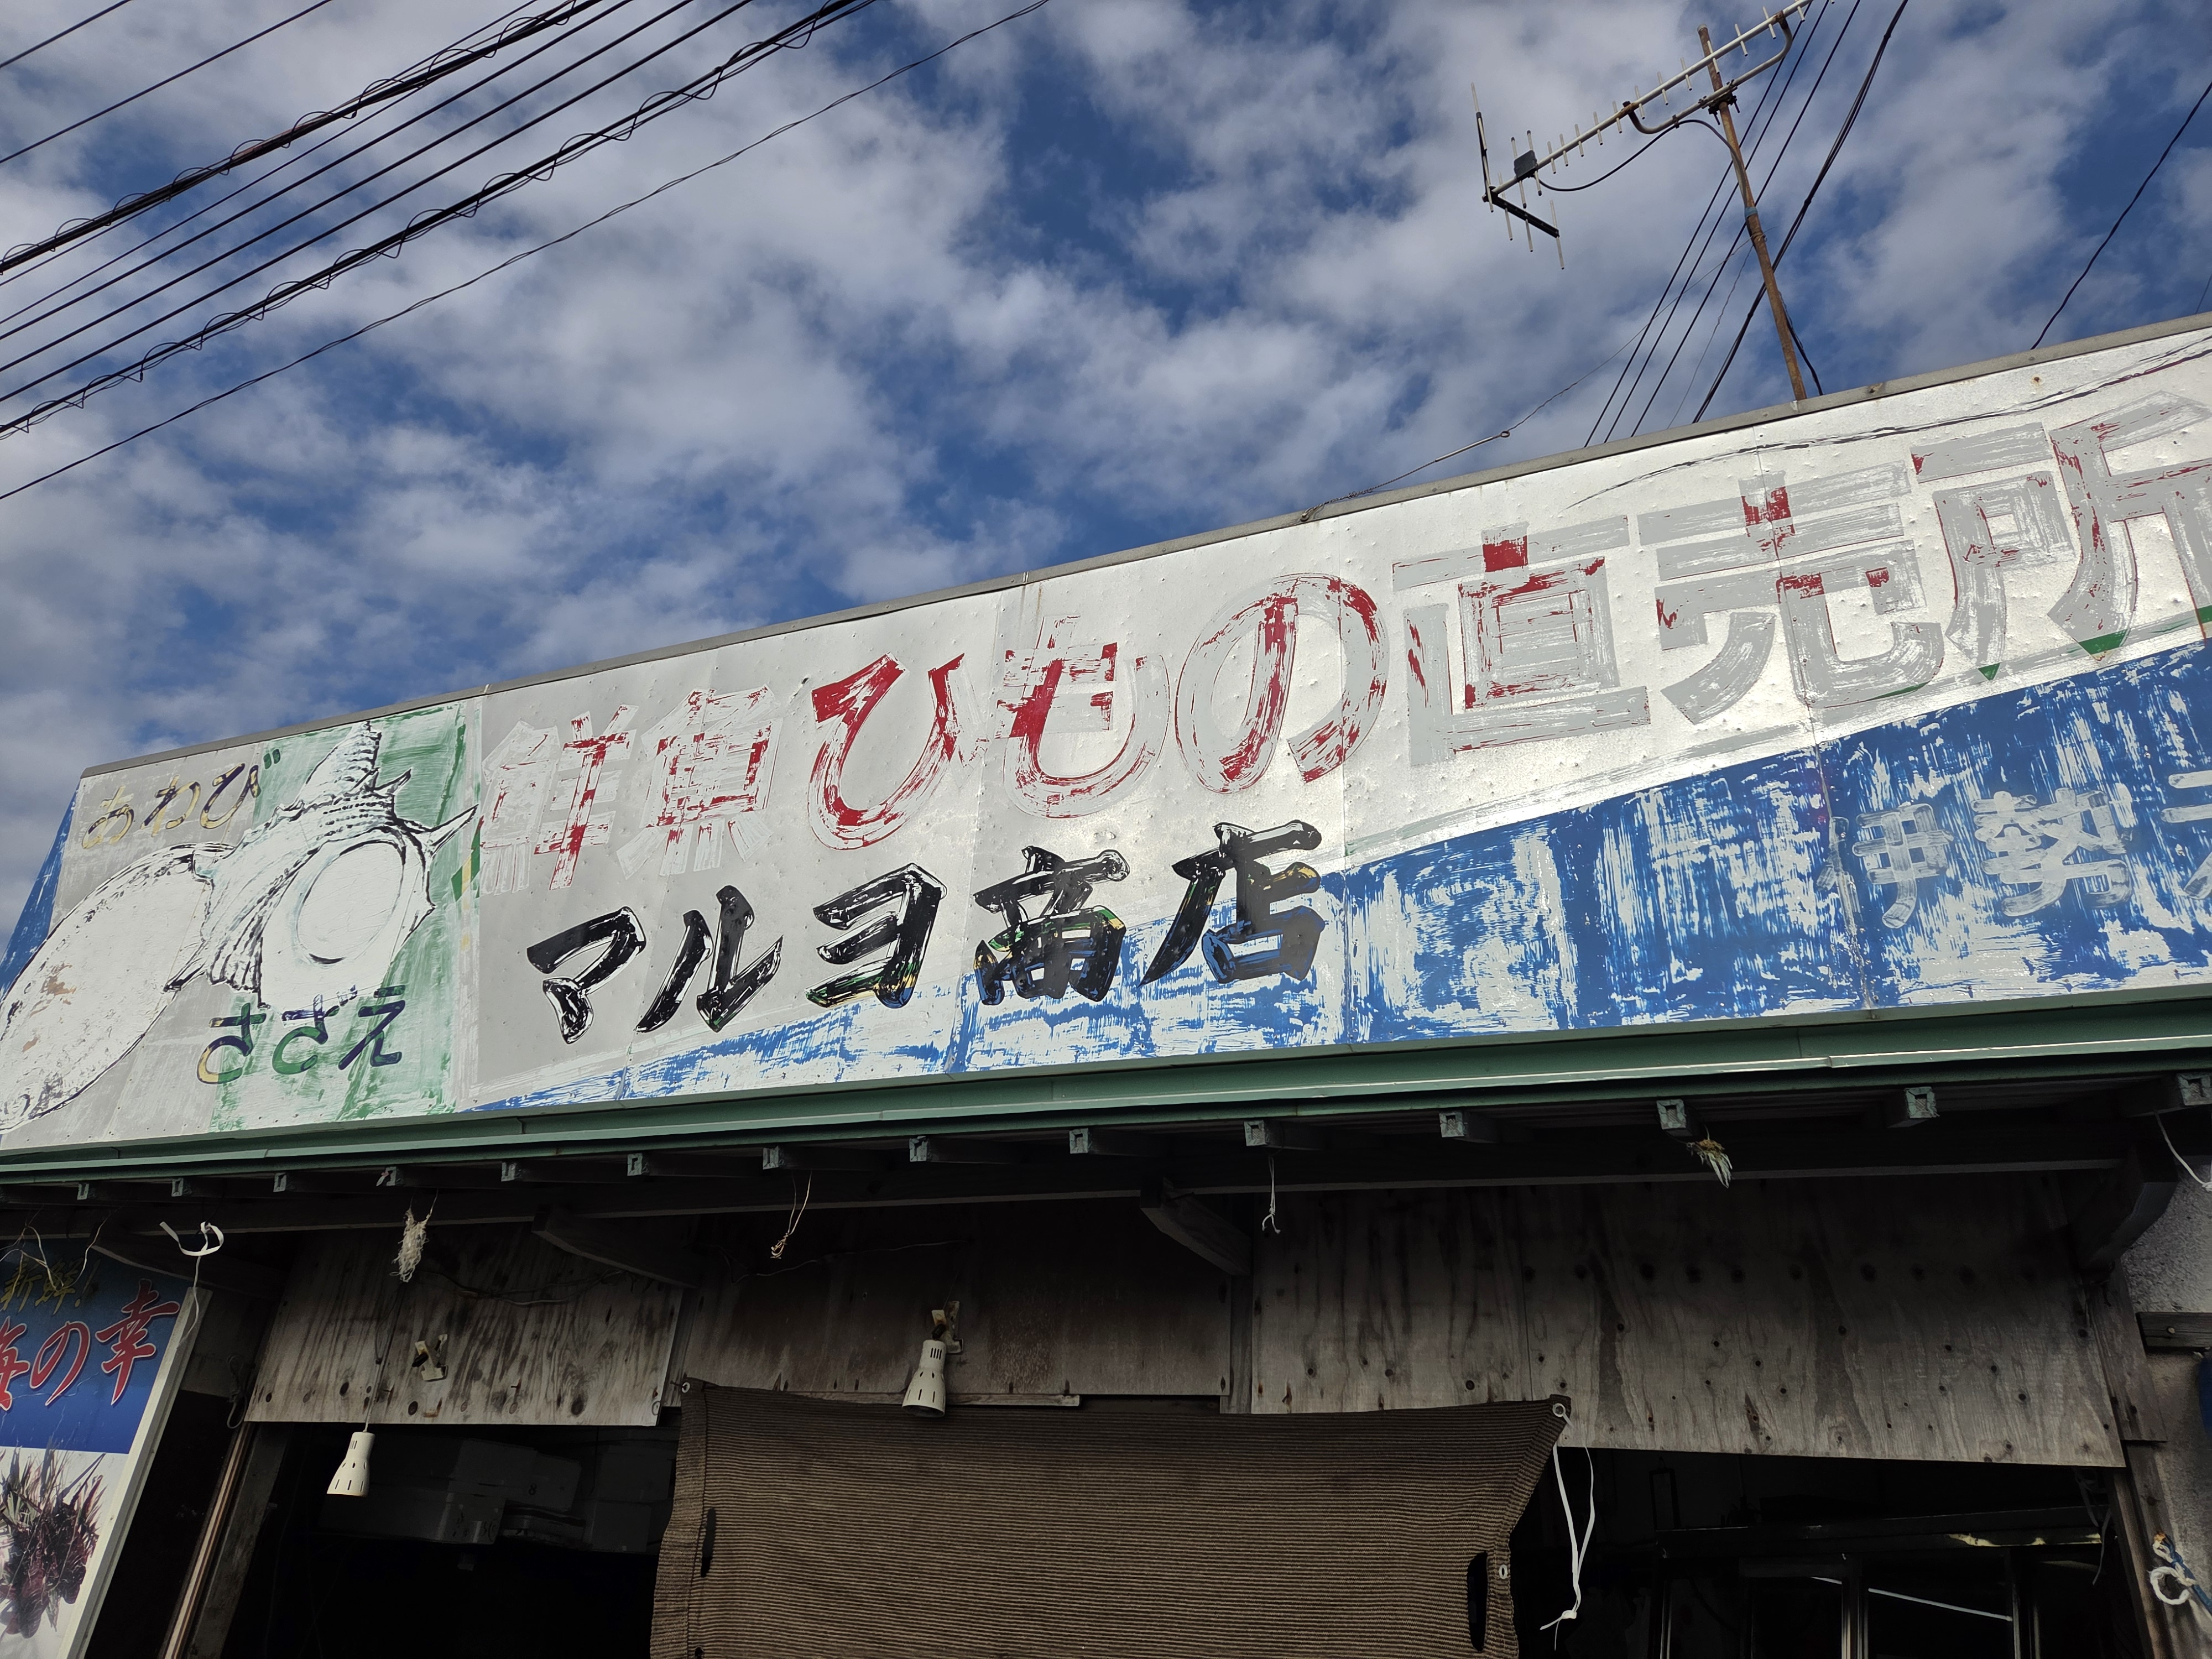 あわび
さざえ
鮮魚ひもの直売所
マルヨ商店
伊勢
新鮮!
海の幸